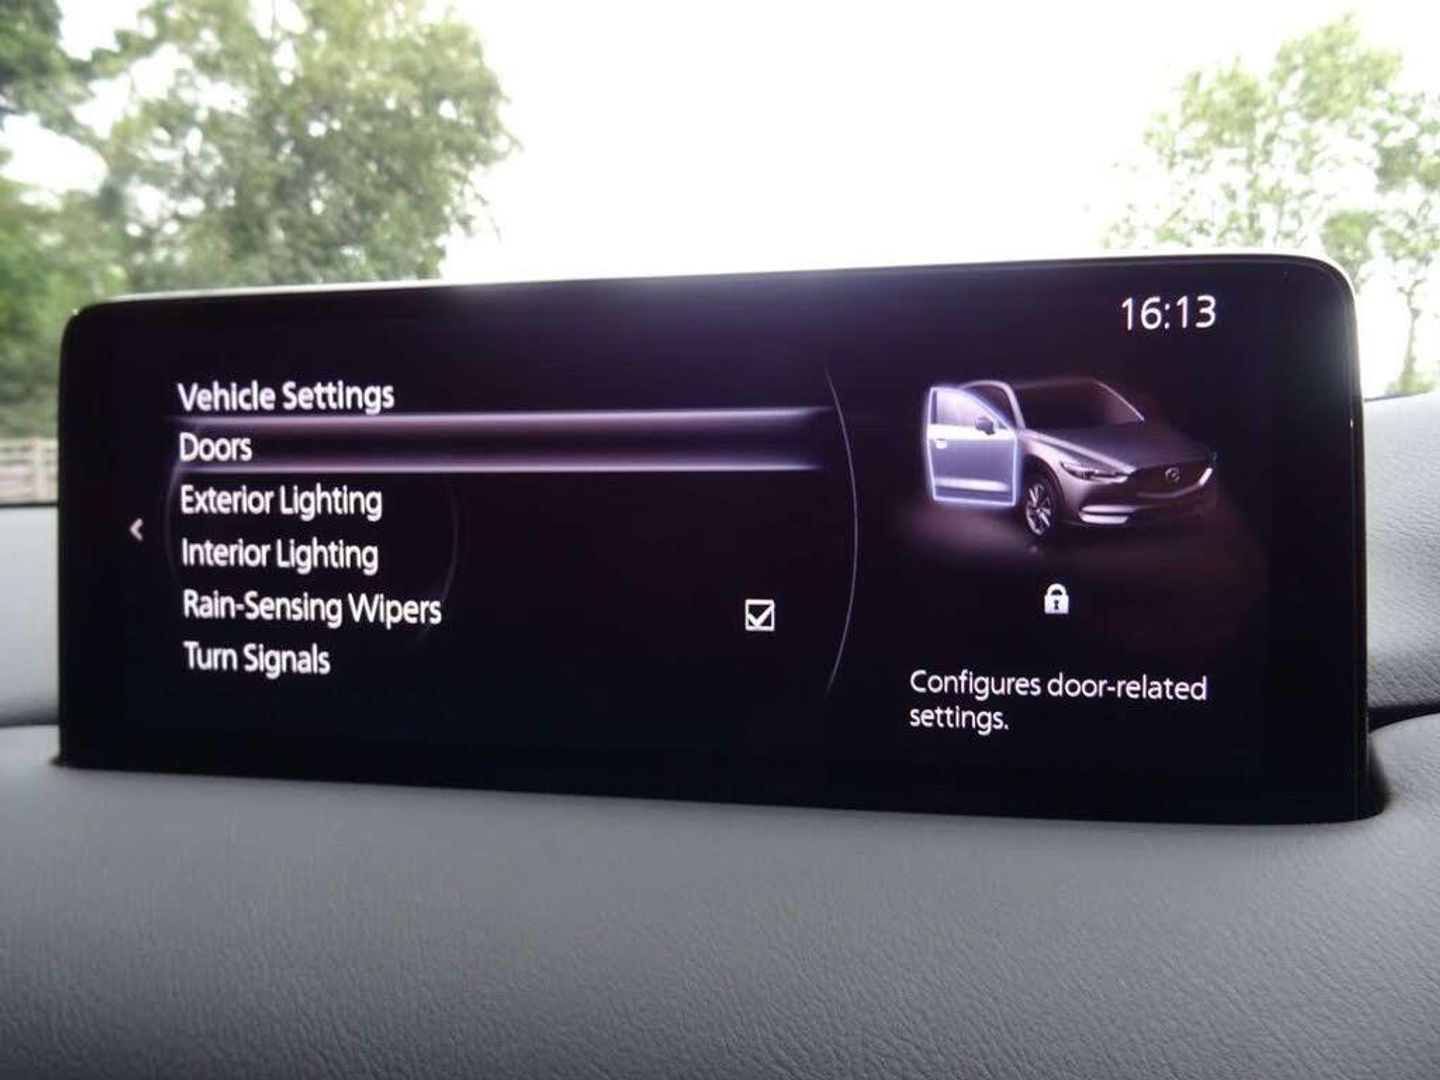 16:13
Vehicle Settings
Doors
Exterior Lighting
Interior Lighting
Rain-Sensing Wipers
Turn Signals
Configures door-related
settings.